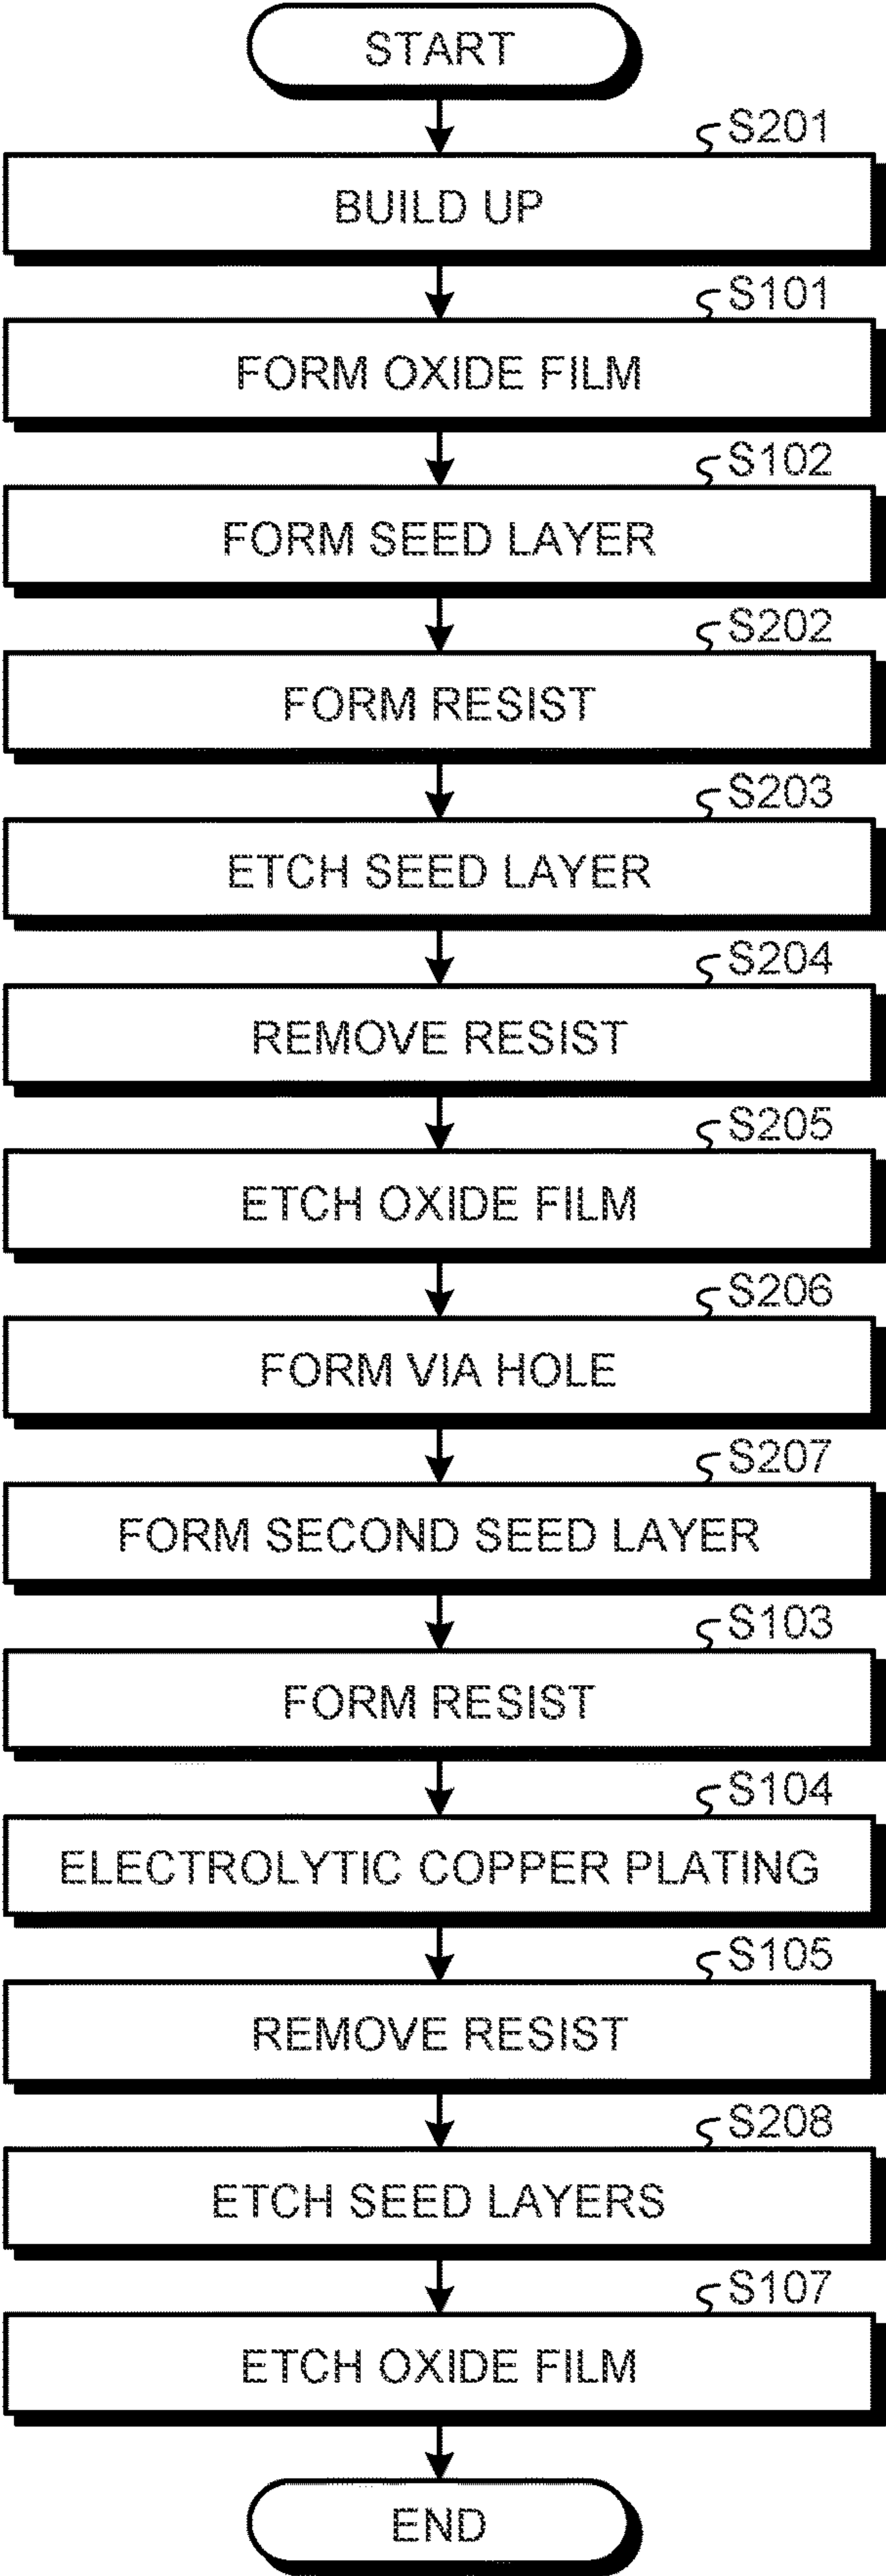 START
S201
BUILD UP
S101
FORM OXIDE FILM
S102
FORM SEED LAYER
S202
FORM RESIST
S203
ETCH SEED LAYER
S204
REMOVE RESIST
S205
ETCH OXIDE FILM
S206
FORM VIA HOLE
S207
FORM SECOND SEED LAYER
S103
FORM RESIST
S104
ELECTROLYTIC COPPER PLATING
S105
REMOVE RESIST
S208
ETCH SEED LAYERS
S107
ETCH OXIDE FILM
END